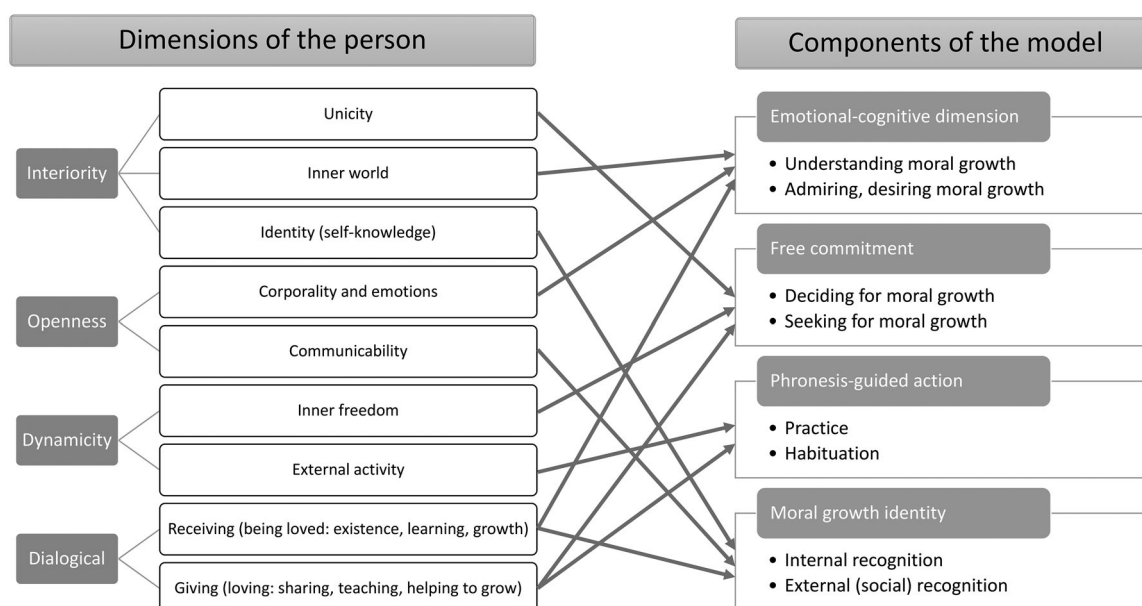 Dimensions of the person
Components of the model
Interiority
Unicity
Inner world
Identity (self-knowledge)
Openness
Corporality and emotions
Communicability
Dynamicity
Inner freedom
External activity
Dialogical
Receiving (being loved: existence, learning, growth)
Giving (loving: sharing, teaching, helping to grow)
Emotional-cognitive dimension
• Understanding moral growth
• Admiring, desiring moral growth
Free commitment
• Deciding for moral growth
• Seeking for moral growth
Phronesis-guided action
• Practice
• Habituation
Moral growth identity
• Internal recognition
• External (social) recognition